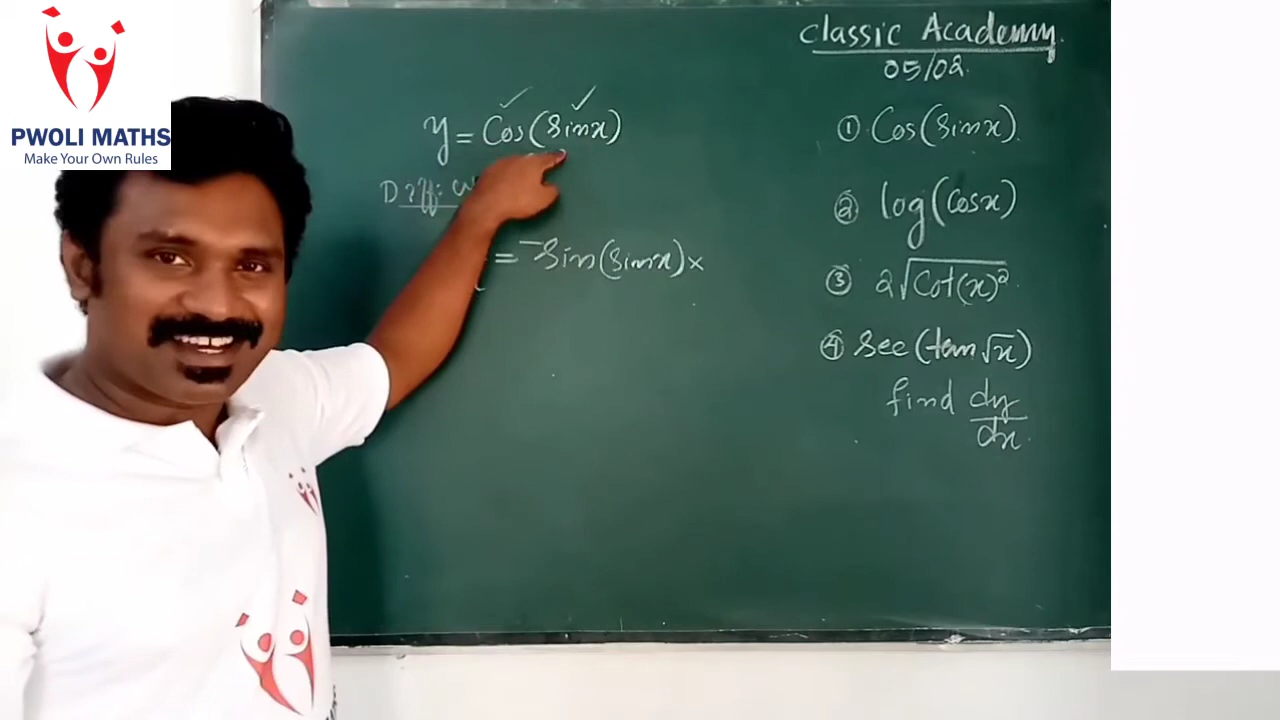 PWOLI MATHS
Make Your Own Rules
y = Cos(sinx)
Diff:
= -sin(sinx)×
Classic Academy
05/02
① Cos(sinx).
② log(cosx)
③ 2√Cot(x)²
④ Sec(tan√x)
find dy/dx.